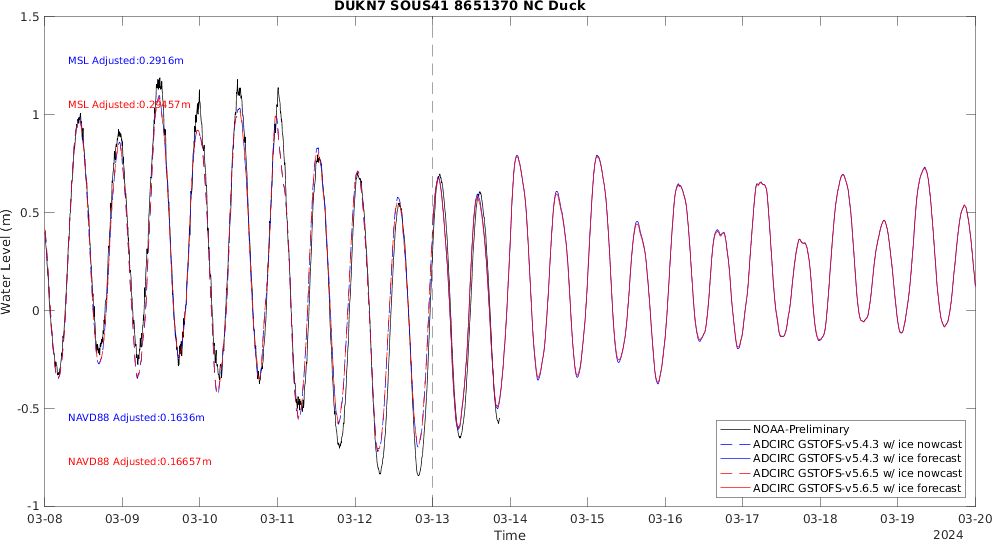 DUKN7 SOUS41 8651370 NC Duck
1.5
MSL Adjusted:0.2916m
MSL Adjusted:0.29457m
1
0.5
Water Level (m)
0
-0.5
NAVD88 Adjusted:0.1636m
NAVD88 Adjusted:0.16657m
NOAA-Preliminary
ADCIRC GSTOFS-v5.4.3 w/ ice nowcast
ADCIRC GSTOFS-v5.4.3 w/ ice forecast
ADCIRC GSTOFS-v5.6.5 w/ ice nowcast
ADCIRC GSTOFS-v5.6.5 w/ ice forecast
-1
03-08 03-09 03-10 03-11 03-12 03-13 03-14 03-15 03-16 03-17 03-18 03-19 03-20
Time
2024